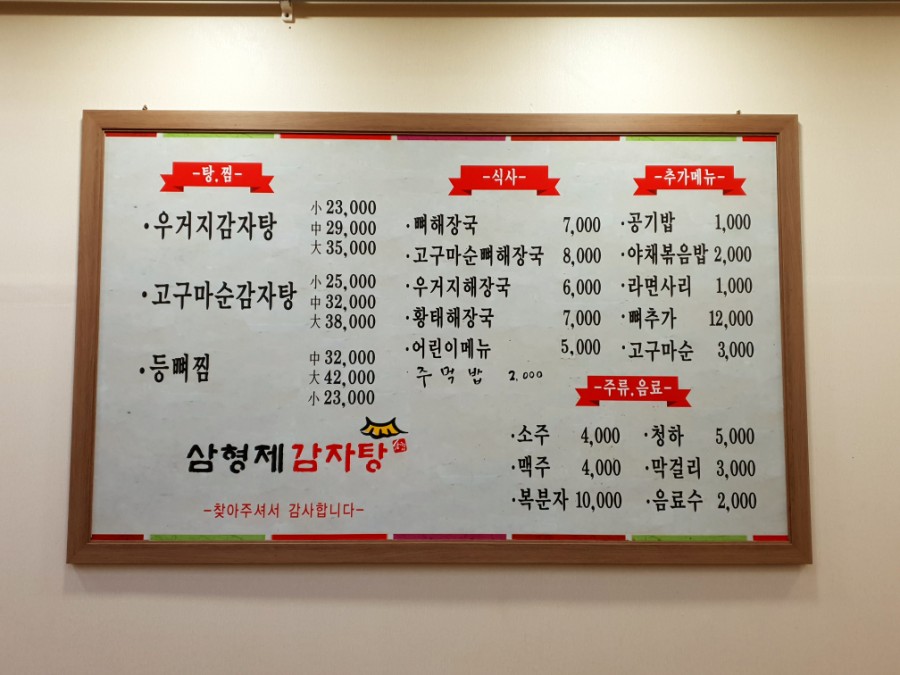 -탕.찜-
·우거지감자탕
小 23,000
中 29,000
大 35,000
·고구마순감자탕
小 25,000
中 32,000
大 38,000
·등뼈찜
中 32,000
大 42,000
小 23,000
삼형제감자탕
-찾아주셔서 감사합니다-
-식사-
·뼈해장국 7,000
·고구마순뼈해장국 8,000
·우거지해장국 6,000
·황태해장국 7,000
·어린이메뉴 5,000
주먹밥 2,000
-추가메뉴-
·공기밥 1,000
·야채볶음밥 2,000
·라면사리 1,000
·뼈추가 12,000
·고구마순 3,000
-주류.음료-
·소주 4,000 ·청하 5,000
·맥주 4,000 ·막걸리 3,000
·복분자 10,000 ·음료수 2,000